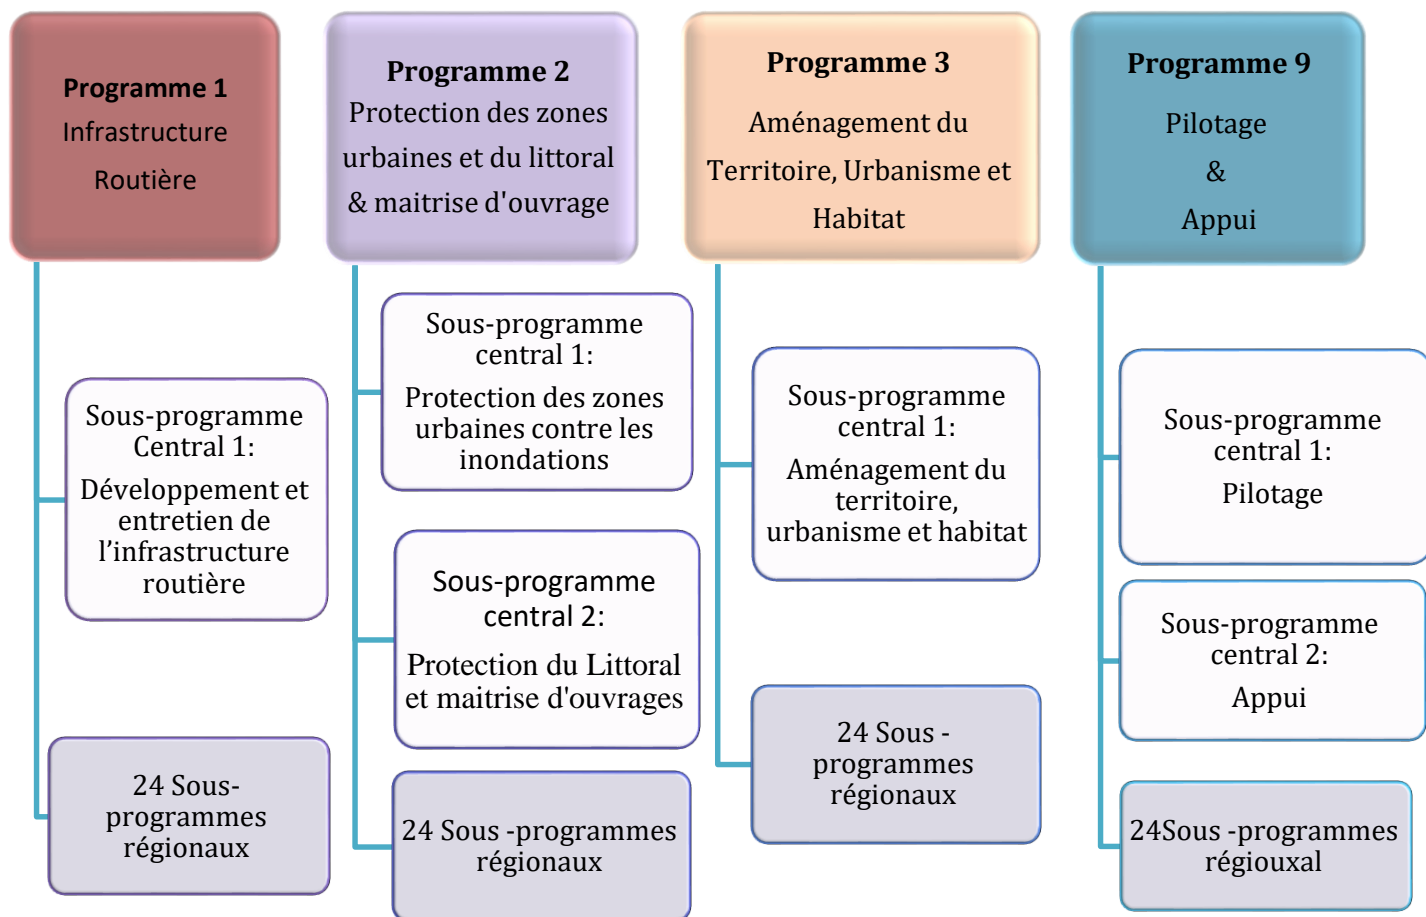 Programme 1
Infrastructure
Routière
Sous-programme
Central 1:
Développement et
entretien de
l’infrastructure
routière
24 Sous-
programmes
régionaux
Programme 2
Protection des zones
urbaines et du littoral
& maitrise d'ouvrage
Sous-programme
central 1:
Protection des zones
urbaines contre les
inondations
Sous-programme
central 2:
Protection du Littoral
et maitrise d'ouvrages
24 Sous -programmes
régionaux
Programme 3
Aménagement du
Territoire, Urbanisme et
Habitat
Sous-programme
central 1:
Aménagement du
territoire,
urbanisme et habitat
24 Sous -
programmes
régionaux
Programme 9
Pilotage
&
Appui
Sous-programme
central 1:
Pilotage
Sous-programme
central 2:
Appui
24Sous -programmes
régiouxal